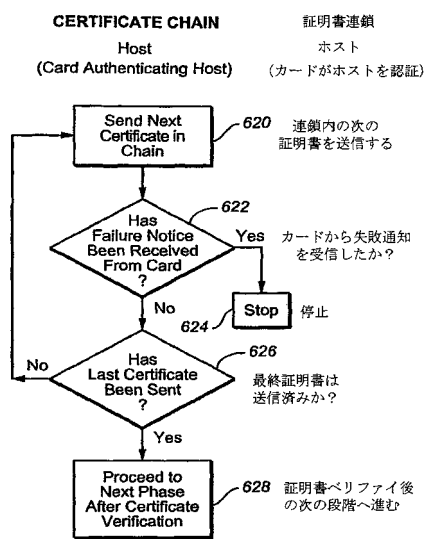 CERTIFICATE CHAIN
証明書連鎖
Host
ホスト
(Card Authenticating Host)
(カードがホストを認証)
Send Next
Certificate in
Chain
620
連鎖内の次の
証明書を送信する
622
Has
Failure Notice
Been Received
From Card
?
Yes
カードから失敗通知
を受信したか?
No
624
Stop
停止
626
No
Has
Last Certificate
Been Sent
?
最終証明書は
送信済みか?
Yes
Proceed to
Next Phase
After Certificate
Verification
628
証明書ベリファイ後
の次の段階へ進む